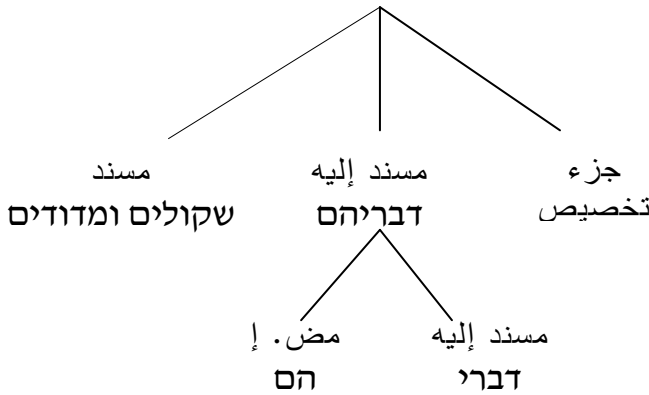 جزء
تخصيص
مسند إليه
דבריהם
مسند
שקולים ומדודים
مسند إليه
דברי
مض. إ
הם